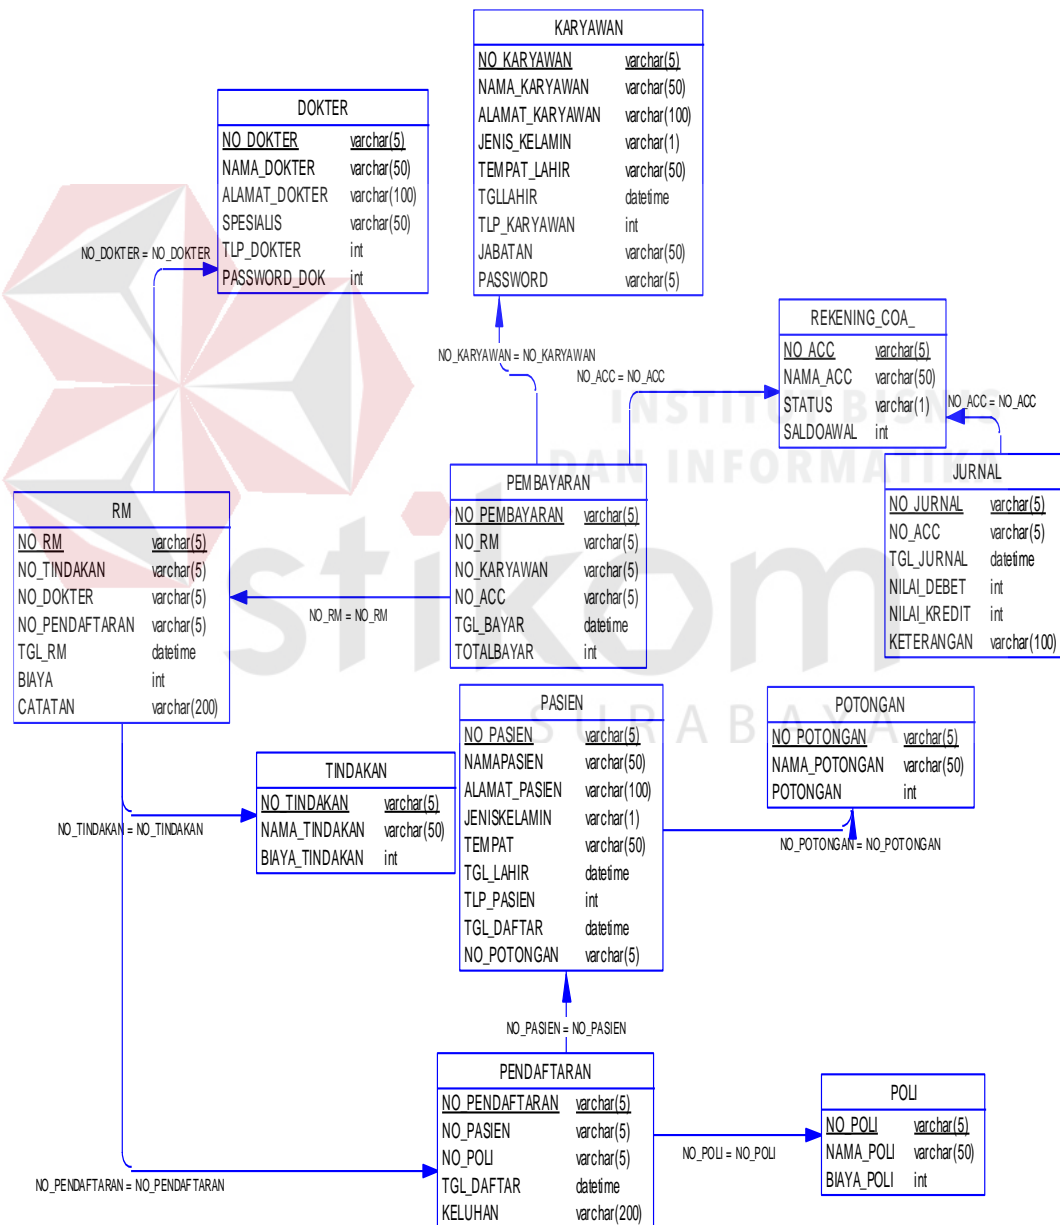 KARYAWAN
NO_KARYAWAN varchar(5)
NAMA_KARYAWAN varchar(50)
ALAMAT_KARYAWAN varchar(100)
JENIS_KELAMIN varchar(1)
TEMPAT_LAHIR varchar(50)
TGLLAHIR datetime
TLP_KARYAWAN int
JABATAN varchar(50)
PASSWORD varchar(5)
DOKTER
NO_DOKTER varchar(5)
NAMA_DOKTER varchar(50)
ALAMAT_DOKTER varchar(100)
SPESIALIS varchar(50)
TLP_DOKTER int
PASSWORD_DOK int
NO_DOKTER = NO_DOKTER
NO_KARYAWAN = NO_KARYAWAN
NO_ACC = NO_ACC
REKENING_COA_
NO_ACC varchar(5)
NAMA_ACC varchar(50)
STATUS varchar(1)
SALDOAWAL int
NO_ACC = NO_ACC
INSTITUT BISNIS
DAN INFORMATIKA
stikom
SURABAYA
JURNAL
NO_JURNAL varchar(5)
NO_ACC varchar(5)
TGL_JURNAL datetime
NILAI_DEBET int
NILAI_KREDIT int
KETERANGAN varchar(100)
PEMBAYARAN
NO_PEMBAYARAN varchar(5)
NO_RM varchar(5)
NO_KARYAWAN varchar(5)
NO_ACC varchar(5)
TGL_BAYAR datetime
TOTALBAYAR int
RM
NO_RM varchar(5)
NO_TINDAKAN varchar(5)
NO_DOKTER varchar(5)
NO_PENDAFTARAN varchar(5)
TGL_RM datetime
BIAYA int
CATATAN varchar(200)
NO_RM = NO_RM
PASIEN
NO_PASIEN varchar(5)
NAMAPASIEN varchar(50)
ALAMAT_PASIEN varchar(100)
JENISKELAMIN varchar(1)
TEMPAT varchar(50)
TGL_LAHIR datetime
TLP_PASIEN int
TGL_DAFTAR datetime
NO_POTONGAN varchar(5)
POTONGAN
NO_POTONGAN varchar(5)
NAMA_POTONGAN varchar(50)
POTONGAN int
NO_POTONGAN = NO_POTONGAN
TINDAKAN
NO_TINDAKAN varchar(5)
NAMA_TINDAKAN varchar(50)
BIAYA_TINDAKAN int
NO_TINDAKAN = NO_TINDAKAN
NO_PASIEN = NO_PASIEN
PENDAFTARAN
NO_PENDAFTARAN varchar(5)
NO_PASIEN varchar(5)
NO_POLI varchar(5)
TGL_DAFTAR datetime
KELUHAN varchar(200)
NO_POLI = NO_POLI
POLI
NO_POLI varchar(5)
NAMA_POLI varchar(50)
BIAYA_POLI int
NO_PENDAFTARAN = NO_PENDAFTARAN